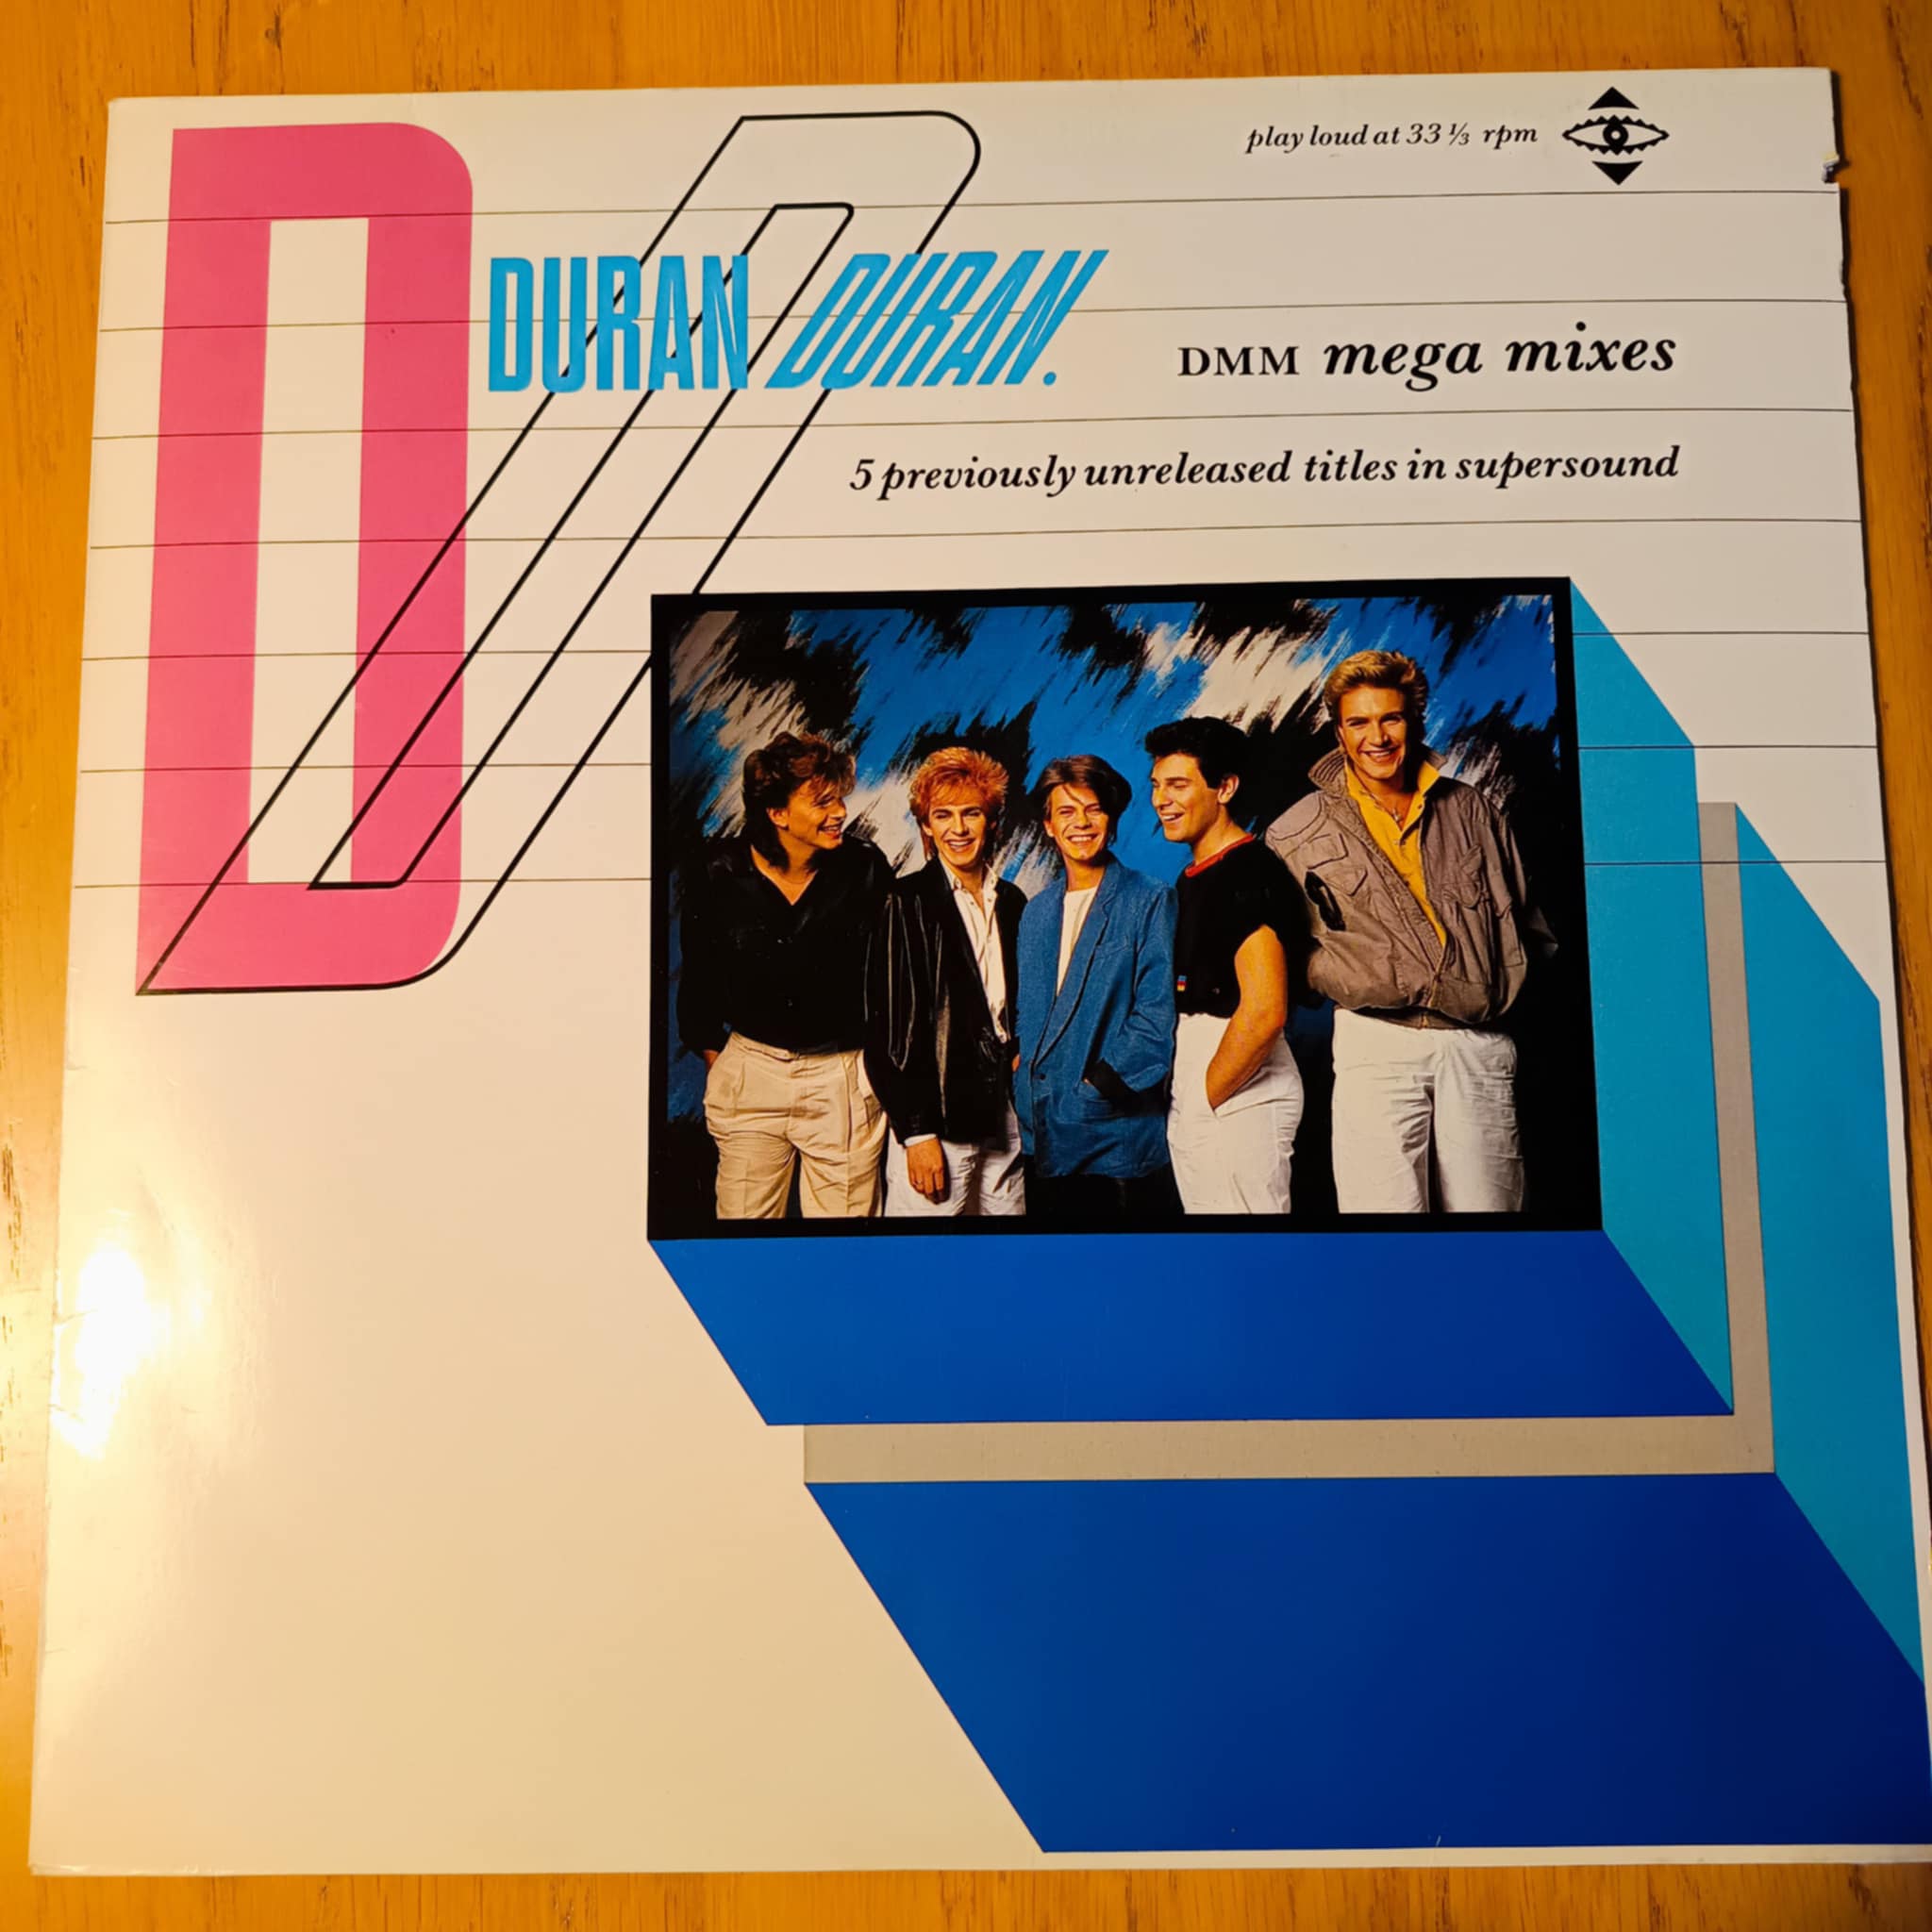 play loud at 33 ⅓ rpm
D D
DURAN DURAN.
DMM mega mixes
5 previously unreleased titles in supersound